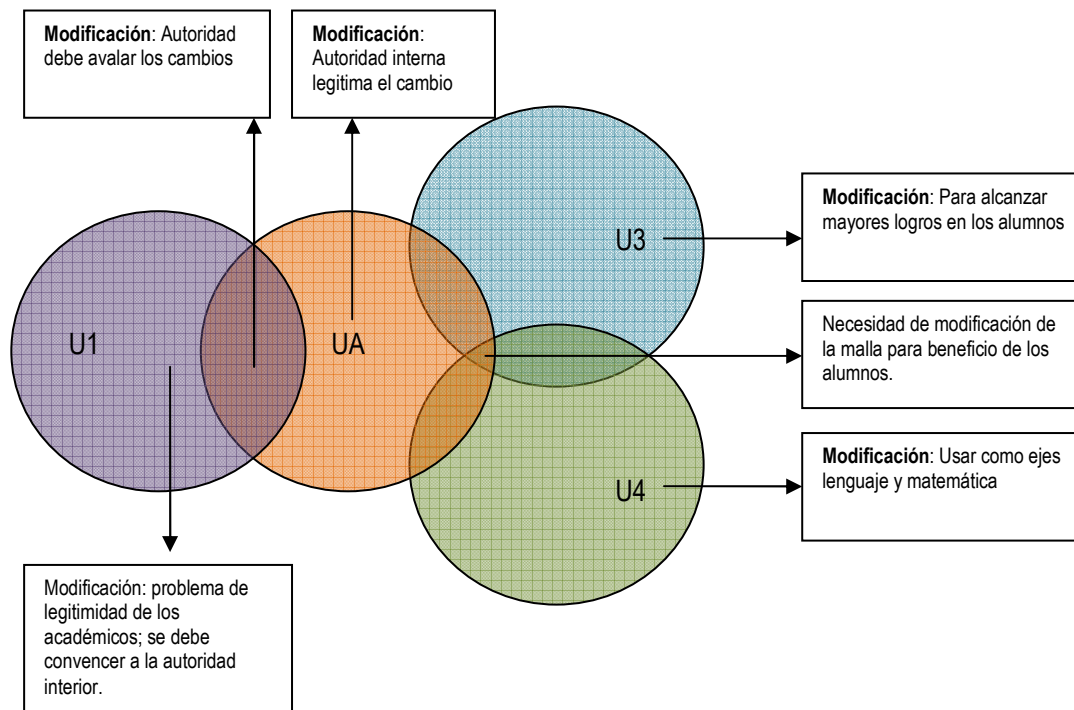 Modificación: Autoridad
debe avalar los cambios
Modificación:
Autoridad interna
legitima el cambio
U3
Modificación: Para alcanzar
mayores logros en los alumnos
U1
UA
Necesidad de modificación de
la malla para beneficio de los
alumnos.
U4
Modificación: Usar como ejes
lenguaje y matemática
Modificación: problema de
legitimidad de los
académicos; se debe
convencer a la autoridad
interior.